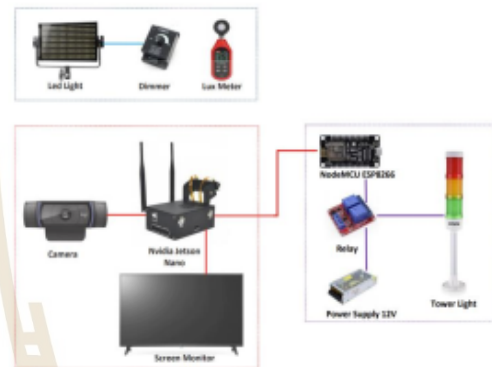 Led Light
Dimmer
Lux Meter
NodeMCU ESP8266
Camera
Nvidia Jetson
Nano
Relay
Power Supply 12V
Tower Light
Screen Monitor